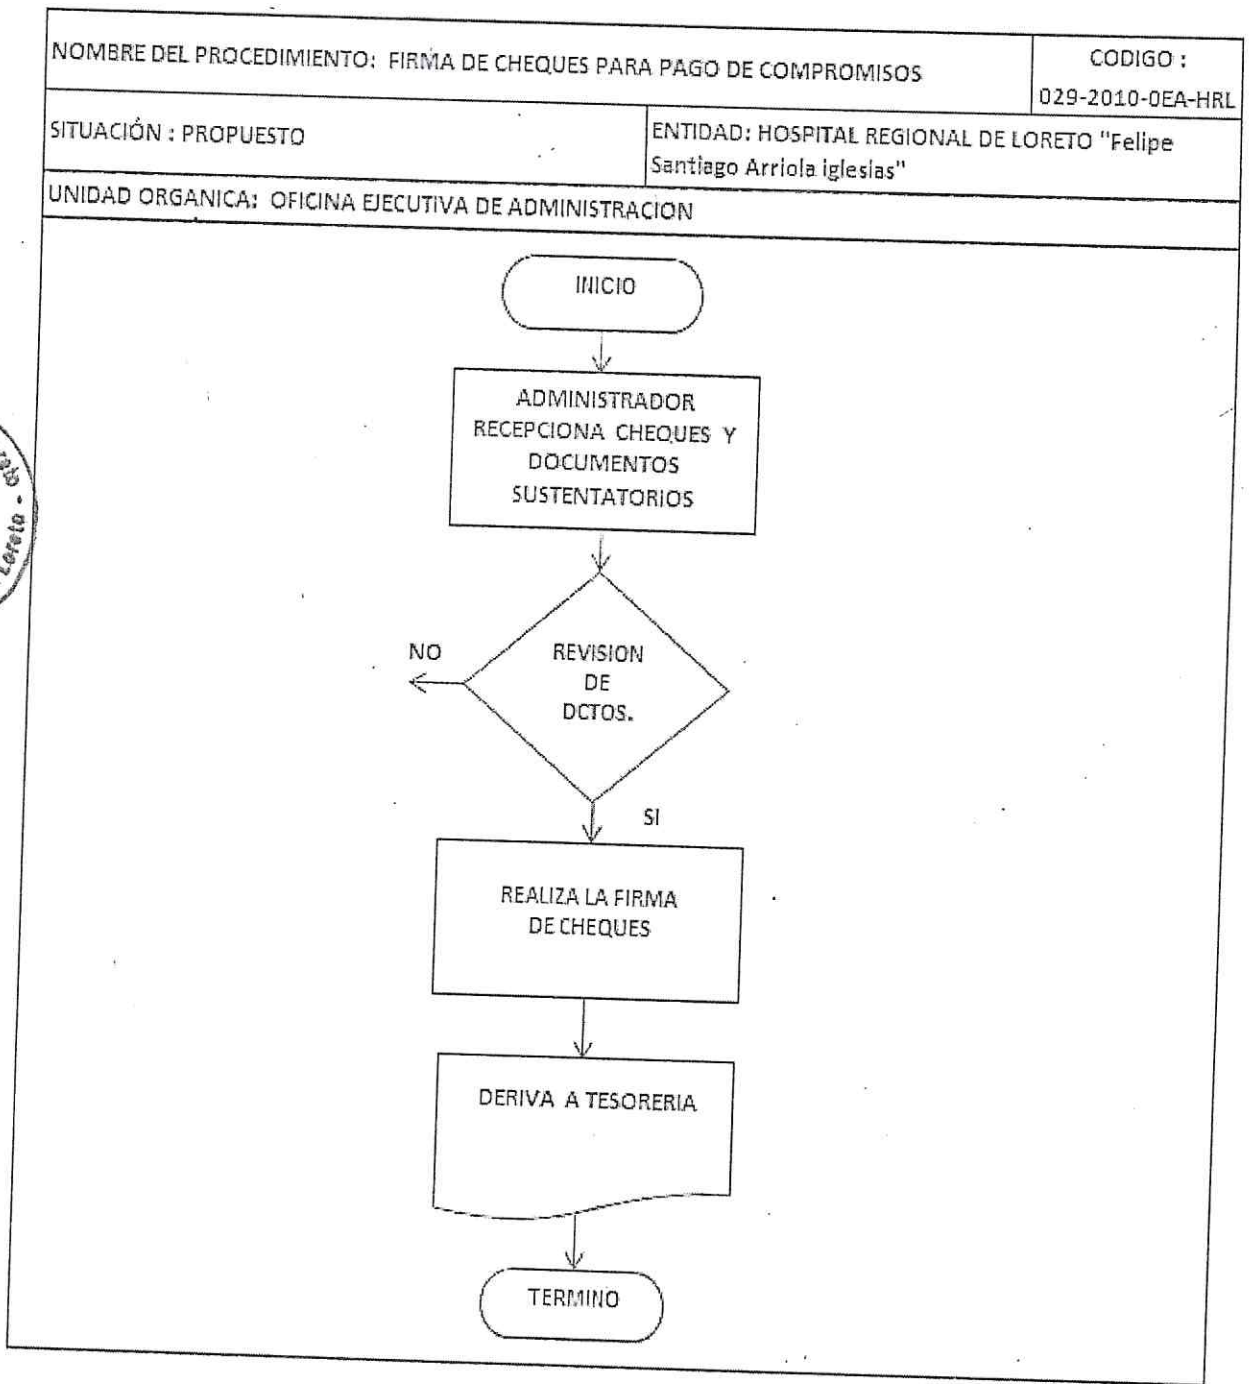 NOMBRE DEL PROCEDIMIENTO: FIRMA DE CHEQUES PARA PAGO DE COMPROMISOS
CODIGO :
029-2010-OEA-HRL
SITUACIÓN : PROPUESTO
ENTIDAD: HOSPITAL REGIONAL DE LORETO "Felipe
Santiago Arriola iglesias"
UNIDAD ORGANICA: OFICINA EJECUTIVA DE ADMINISTRACION
INICIO
ADMINISTRADOR
RECEPCIONA CHEQUES Y
DOCUMENTOS
SUSTENTATORIOS
NO
REVISION
DE
DCTOS.
SI
REALIZA LA FIRMA
DE CHEQUES
DERIVA A TESORERIA
TERMINO
Loreto -